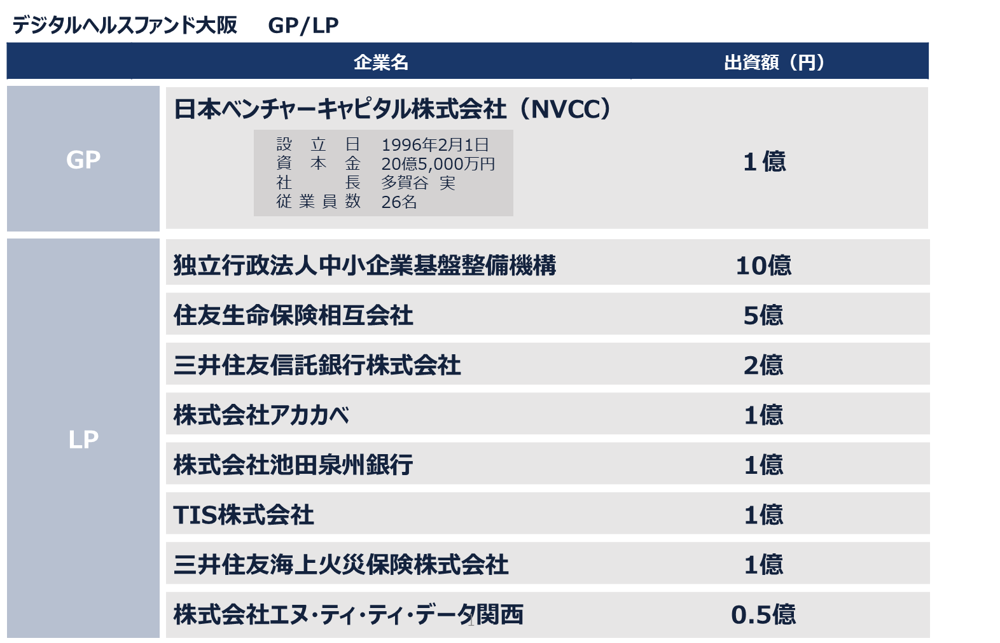 デジタルヘルスファンド大阪　GP/LP
企業名　出資額（円）
GP
日本ベンチャーキャピタル株式会社（NVCC）
設立日　1996年2月1日
資本金　20億5,000万円
社長　多賀谷　実
従業員数　26名
１億
LP
独立行政法人中小企業基盤整備機構　10億
住友生命保険相互会社　5億
三井住友信託銀行株式会社　2億
株式会社アカカベ　1億
株式会社池田泉州銀行　1億
TIS株式会社　1億
三井住友海上火災保険株式会社　1億
株式会社エヌ・ティ・ティ・データ関西　0.5億
1